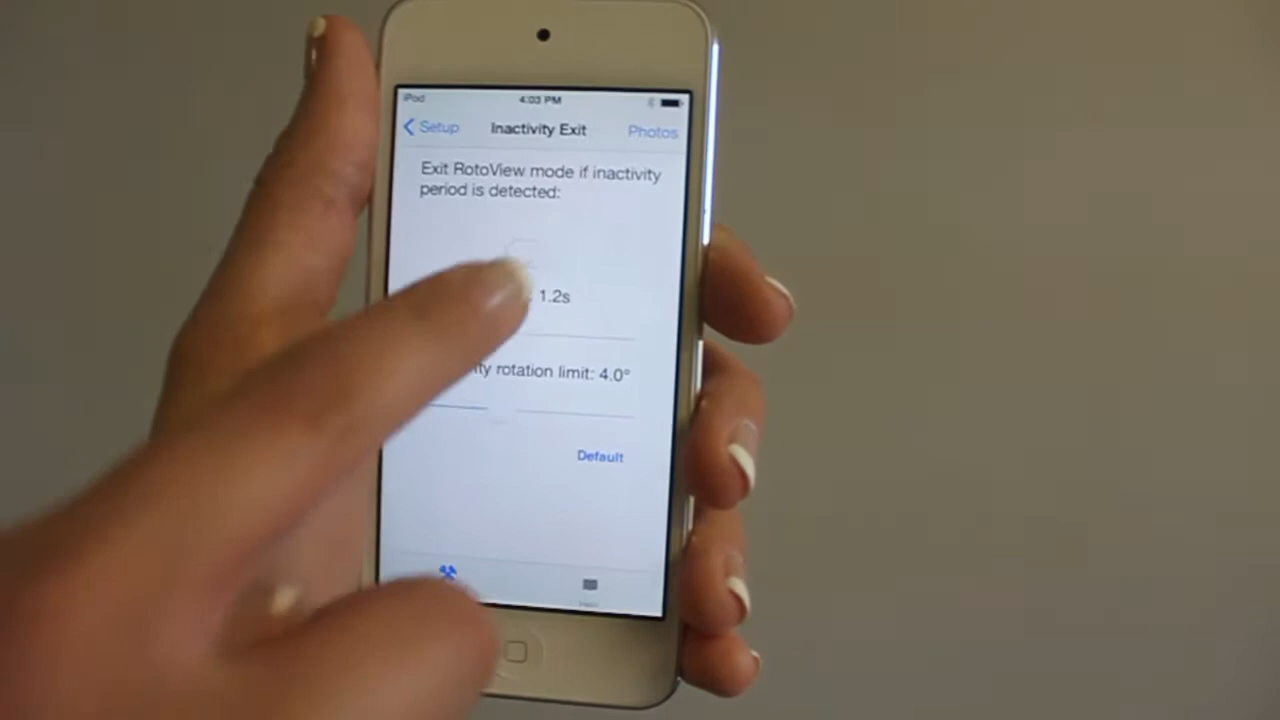 iPod 4:03 PM
Setup Inactivity Exit Photos
Exit RotoView mode if inactivity
period is detected:
1.2s
rotation limit: 4.0°
Default